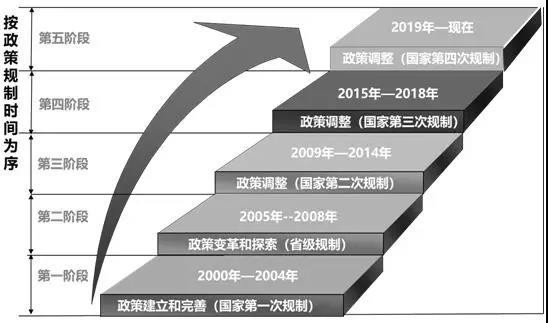 按政策规制时间为序
第五阶段
2019年—现在
政策调整（国家第四次规制）
第四阶段
2015年—2018年
政策调整（国家第三次规制）
第三阶段
2009年—2014年
政策调整（国家第二次规制）
第二阶段
2005年--2008年
政策变革和探索（省级规制）
第一阶段
2000年—2004年
政策建立和完善（国家第一次规制）